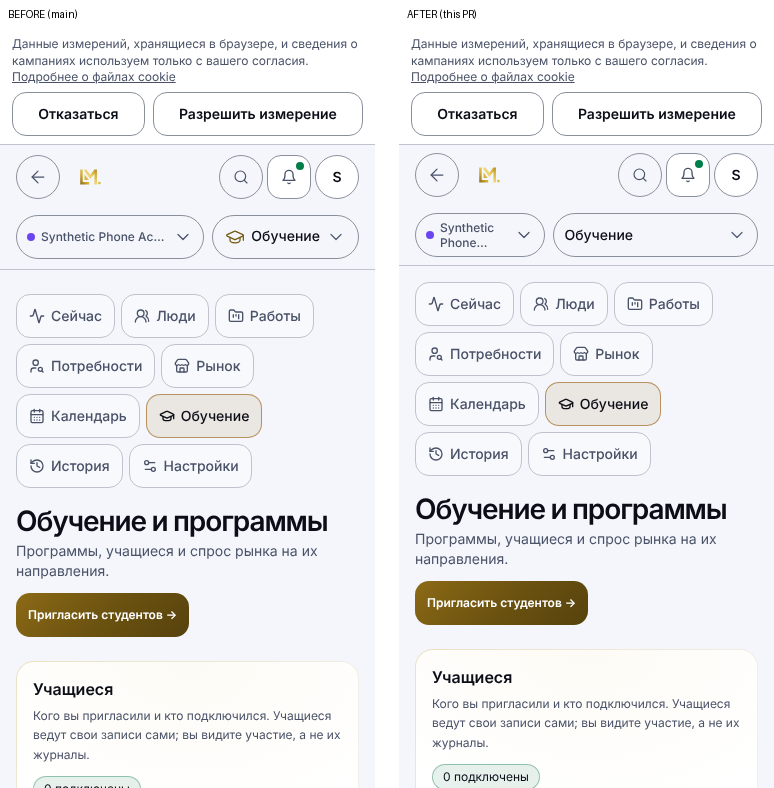 BEFORE (main)
Данные измерений, хранящиеся в браузере, и сведения о
кампаниях используем только с вашего согласия.
Подробнее о файлах cookie
Отказаться
Разрешить измерение
LM.
S
Synthetic Phone Ac...
Обучение
Сейчас
Люди
Работы
Потребности
Рынок
Календарь
Обучение
История
Настройки
Обучение и программы
Программы, учащиеся и спрос рынка на их
направления.
Пригласить студентов →
Учащиеся
Кого вы пригласили и кто подключился. Учащиеся
ведут свои записи сами; вы видите участие, а не их
журналы.
0 подключены
AFTER (this PR)
Данные измерений, хранящиеся в браузере, и сведения о
кампаниях используем только с вашего согласия.
Подробнее о файлах cookie
Отказаться
Разрешить измерение
LM.
S
Synthetic
Phone...
Обучение
Сейчас
Люди
Работы
Потребности
Рынок
Календарь
Обучение
История
Настройки
Обучение и программы
Программы, учащиеся и спрос рынка на их
направления.
Пригласить студентов →
Учащиеся
Кого вы пригласили и кто подключился. Учащиеся
ведут свои записи сами; вы видите участие, а не их
журналы.
0 подключены